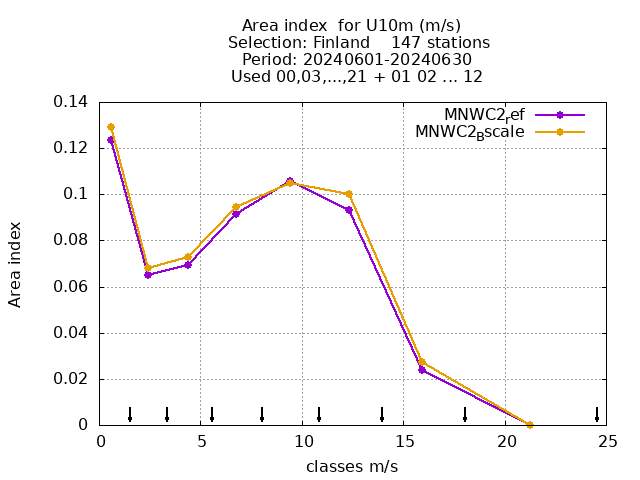 Area index  for U10m (m/s)
Selection: Finland    147 stations
Period: 20240601-20240630
Used 00,03,...,21 + 01 02 ... 12
MNWC2ref
MNWC2Bscale
0.14
0.12
0.1
0.08
0.06
0.04
0.02
0
Area index
0 5 10 15 20 25
classes m/s